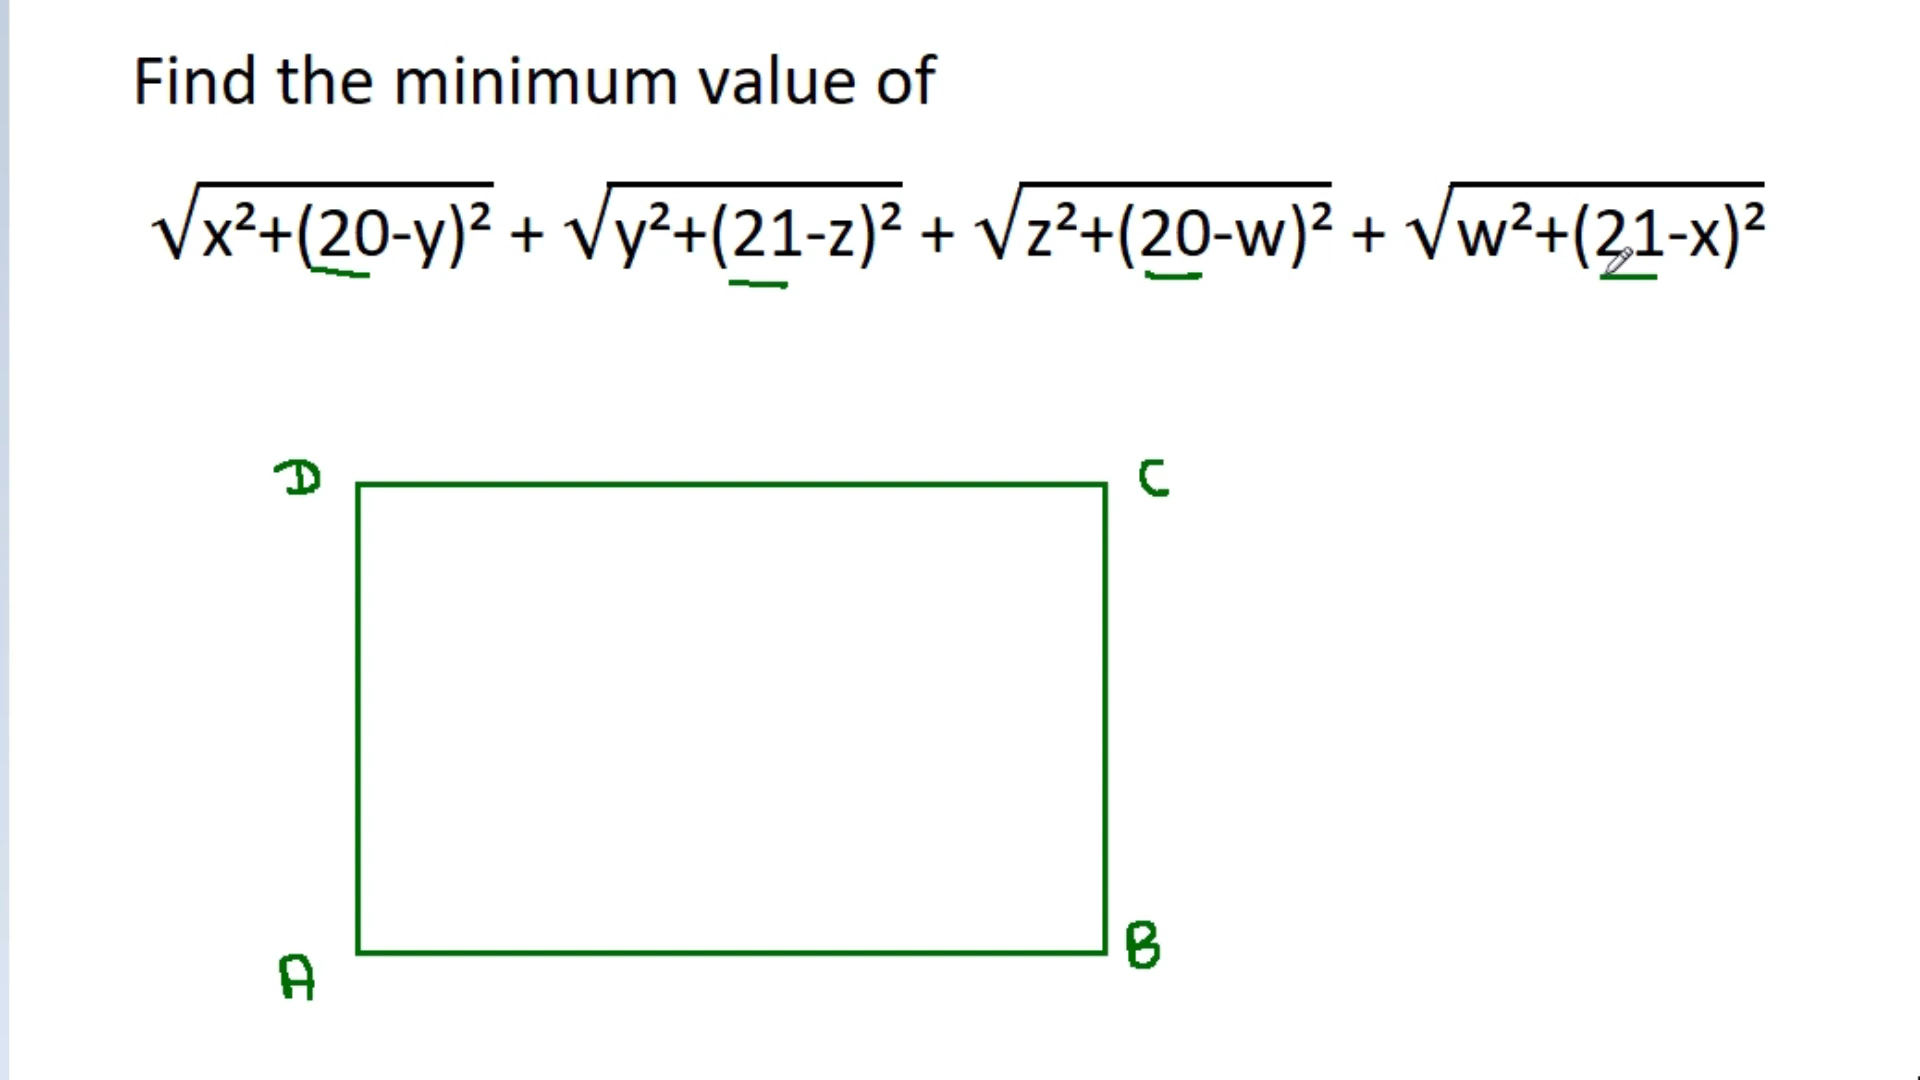 Find the minimum value of
√x²+(20-y)² + √y²+(21-z)² + √z²+(20-w)² + √w²+(21-x)²
D C
A B